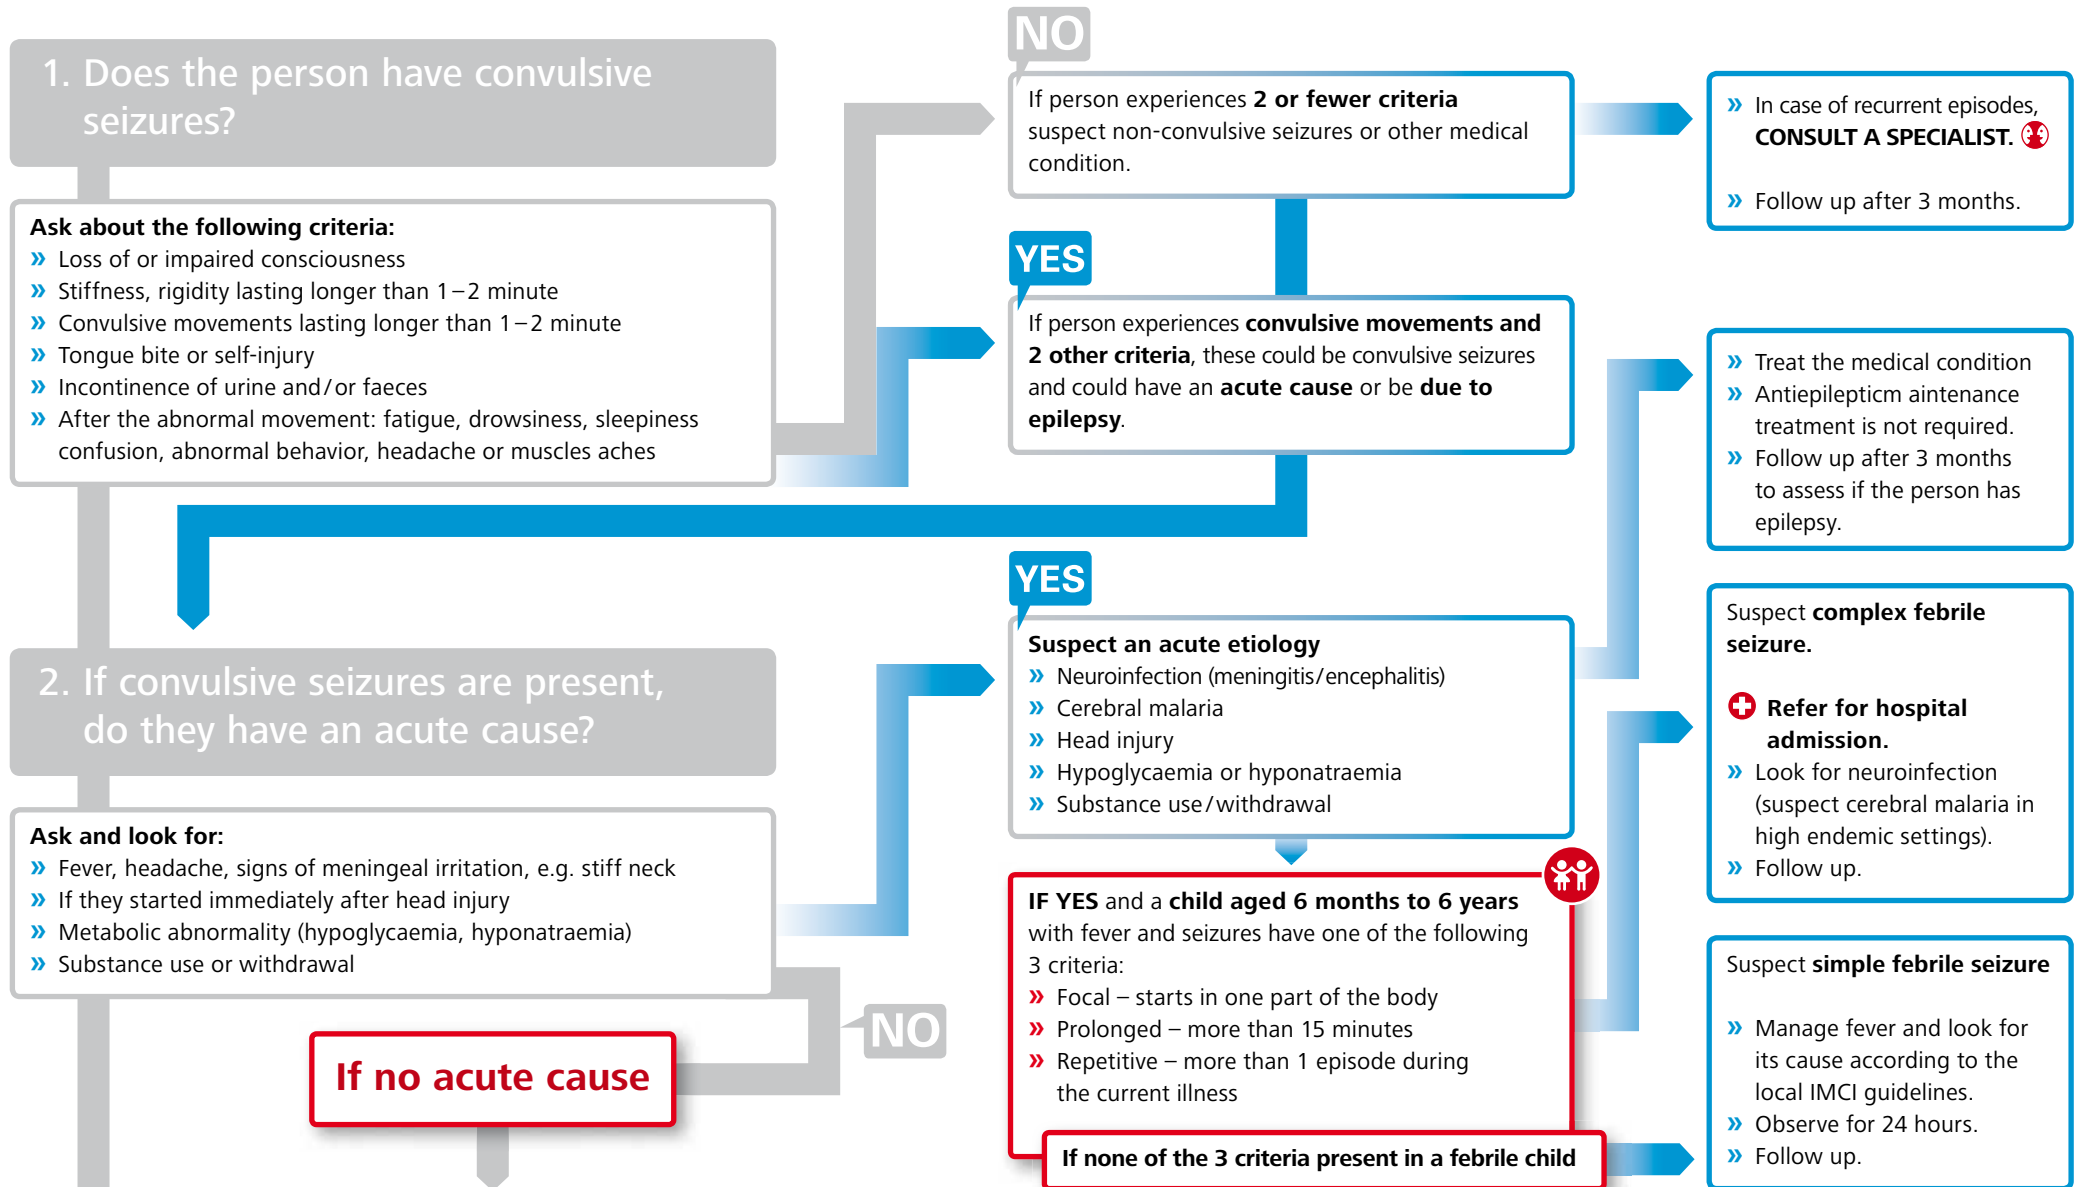 1. Does the person have convulsive
seizures?
Ask about the following criteria:
» Loss of or impaired consciousness
» Stiffness, rigidity lasting longer than 1–2 minute
» Convulsive movements lasting longer than 1–2 minute
» Tongue bite or self-injury
» Incontinence of urine and/or faeces
» After the abnormal movement: fatigue, drowsiness, sleepiness
confusion, abnormal behavior, headache or muscles aches
NO
If person experiences 2 or fewer criteria
suspect non-convulsive seizures or other medical
condition.
» In case of recurrent episodes,
CONSULT A SPECIALIST.
» Follow up after 3 months.
YES
If person experiences convulsive movements and
2 other criteria, these could be convulsive seizures
and could have an acute cause or be due to
epilepsy.
2. If convulsive seizures are present,
do they have an acute cause?
Ask and look for:
» Fever, headache, signs of meningeal irritation, e.g. stiff neck
» If they started immediately after head injury
» Metabolic abnormality (hypoglycaemia, hyponatraemia)
» Substance use or withdrawal
NO
If no acute cause
YES
Suspect an acute etiology
» Neuroinfection (meningitis/encephalitis)
» Cerebral malaria
» Head injury
» Hypoglycaemia or hyponatraemia
» Substance use/withdrawal
» Treat the medical condition
» Antiepilepticm aintenance
treatment is not required.
» Follow up after 3 months
to assess if the person has
epilepsy.
IF YES and a child aged 6 months to 6 years
with fever and seizures have one of the following
3 criteria:
» Focal – starts in one part of the body
» Prolonged – more than 15 minutes
» Repetitive – more than 1 episode during
the current illness
Suspect complex febrile
seizure.
Refer for hospital
admission.
» Look for neuroinfection
(suspect cerebral malaria in
high endemic settings).
» Follow up.
If none of the 3 criteria present in a febrile child
Suspect simple febrile seizure
» Manage fever and look for
its cause according to the
local IMCI guidelines.
» Observe for 24 hours.
» Follow up.